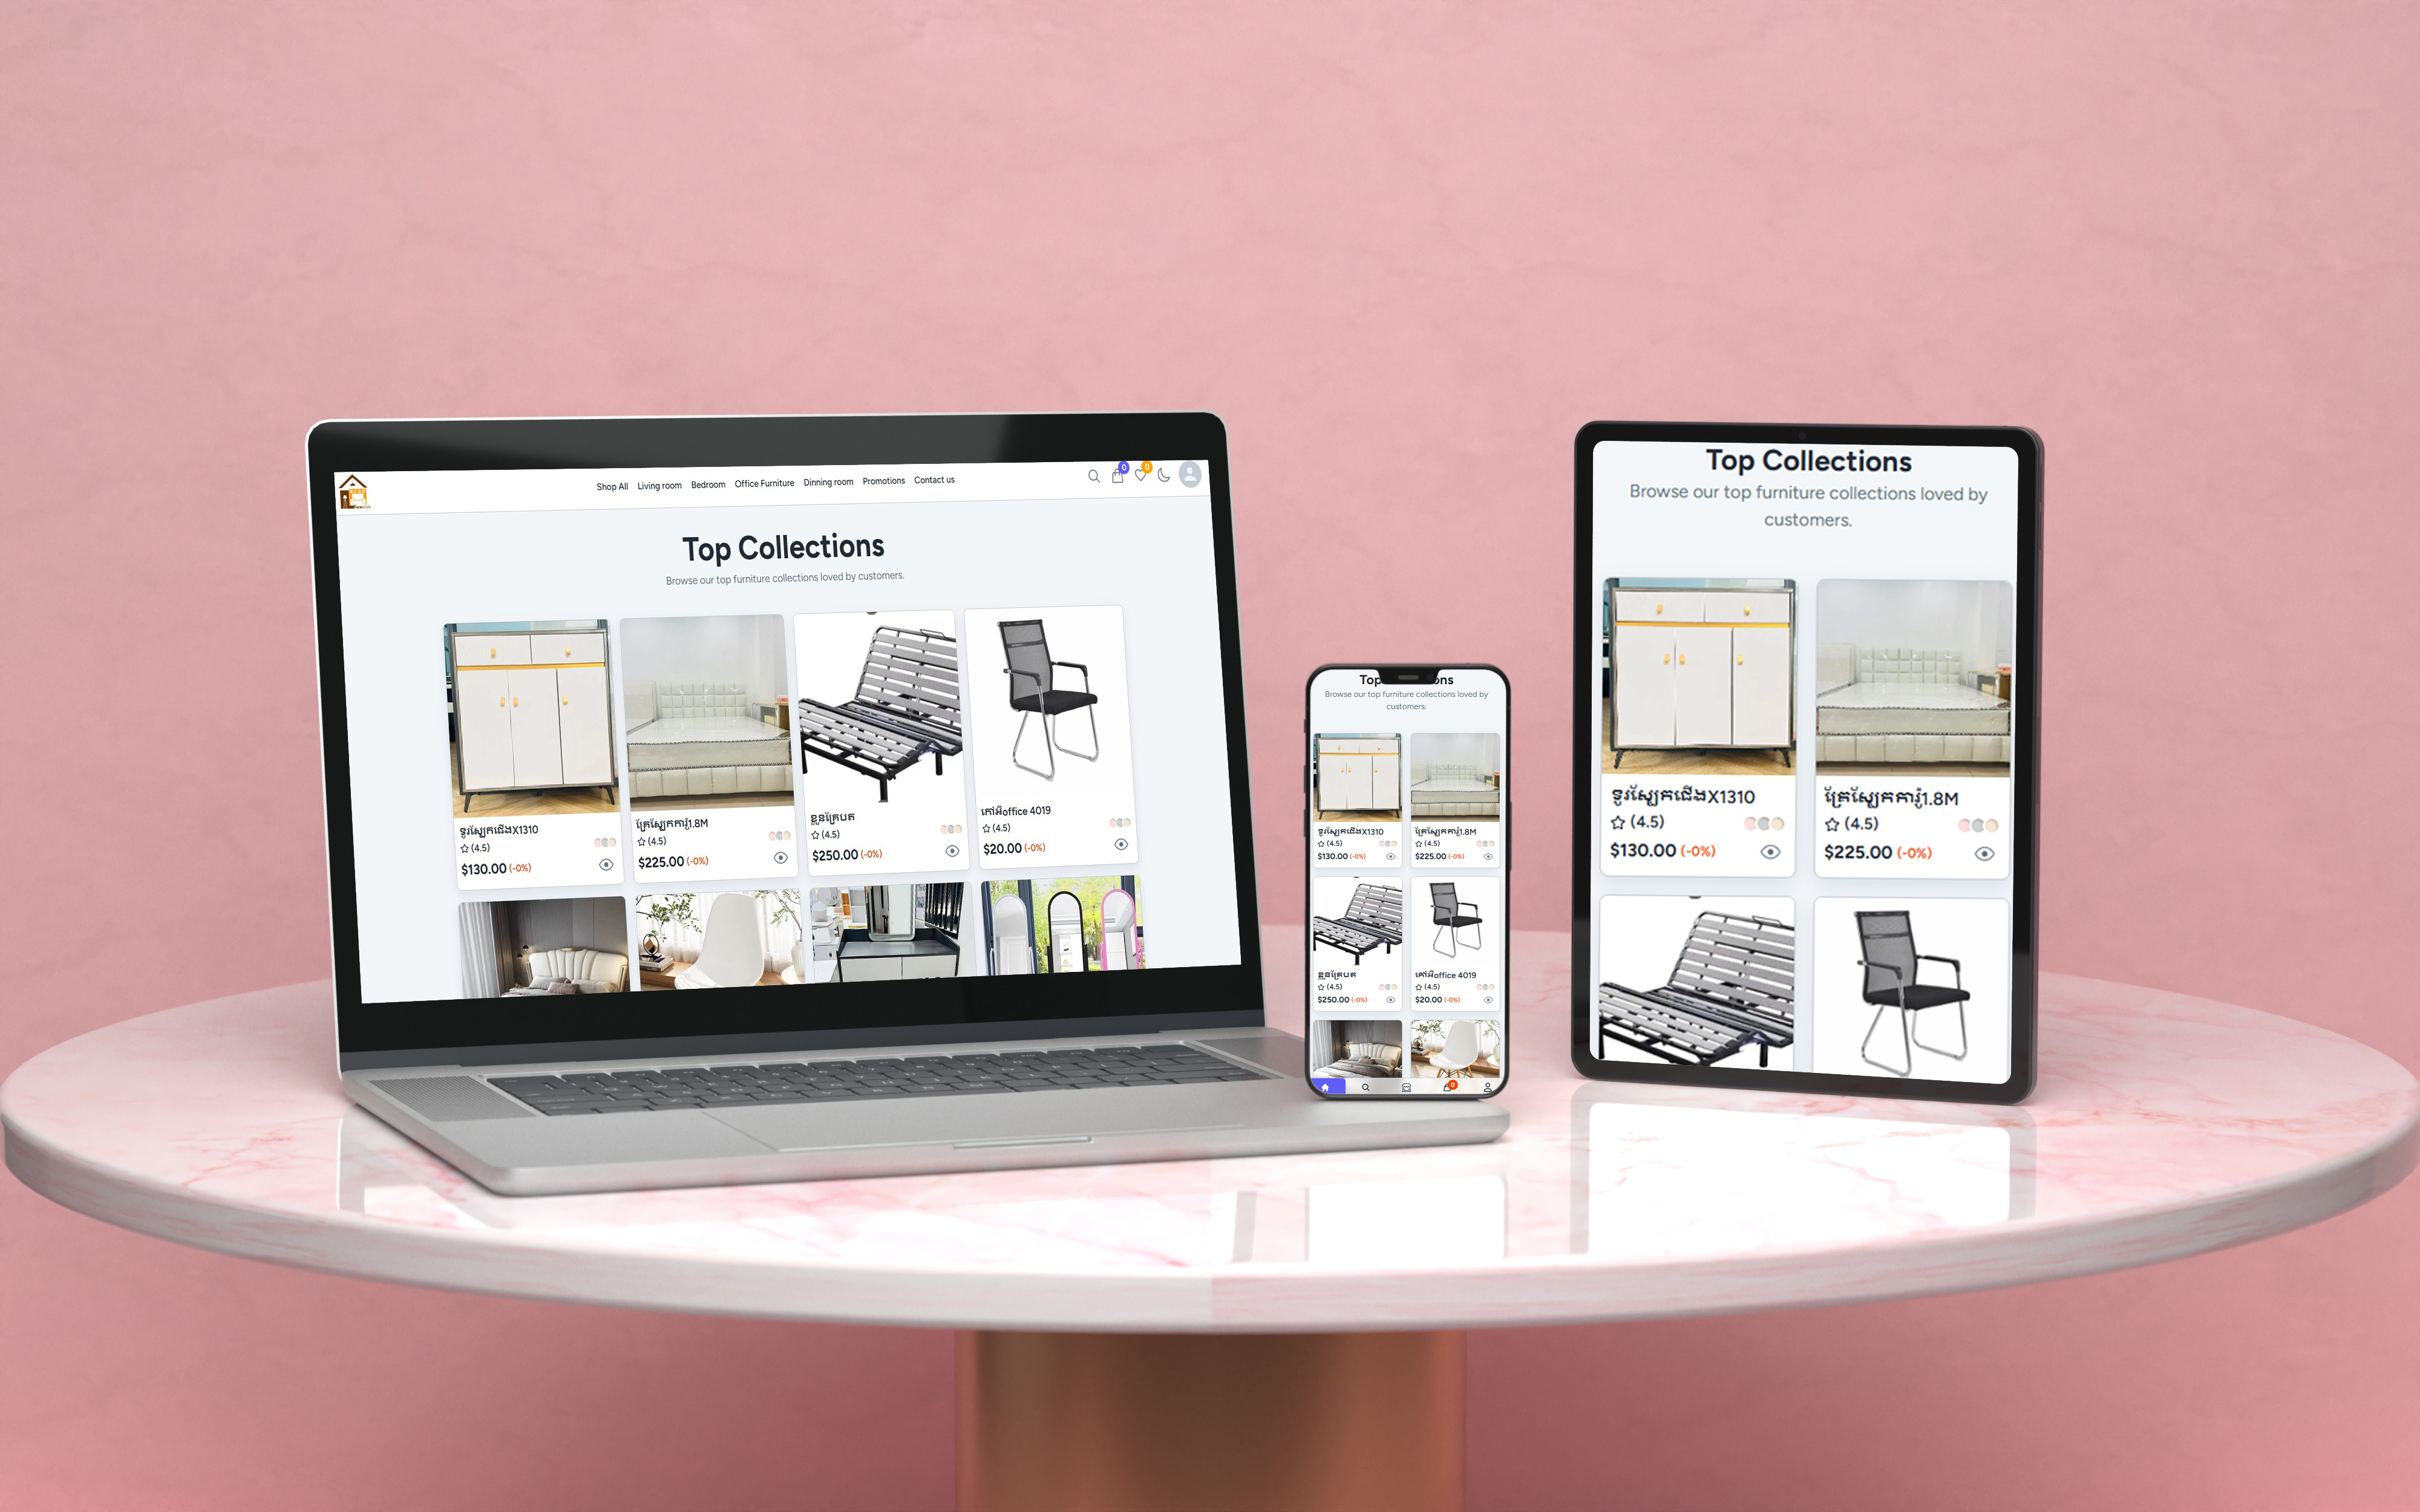 Shop All Living room Bedroom Office Furniture Dinning room Promotions Contact us
0 0
Top Collections
Browse our top furniture collections loved by customers.
ទូរស្បែកជើងX1310
(4.5)
$130.00 (-0%)
គ្រែស្បែកការ៉ូ1.8M
(4.5)
$225.00 (-0%)
ខ្លួនគ្រែបត
(4.5)
$250.00 (-0%)
កៅអីoffice 4019
(4.5)
$20.00 (-0%)
Top ons
Browse our top furniture collections loved by
customers.
ទូរស្បែកជើងX1310
(4.5)
$130.00 (-0%)
គ្រែស្បែកការ៉ូ1.8M
(4.5)
$225.00 (-0%)
ខ្លួនគ្រែបត
(4.5)
$250.00 (-0%)
កៅអីoffice 4019
(4.5)
$20.00 (-0%)
0
Top Collections
Browse our top furniture collections loved by
customers.
ទូរស្បែកជើងX1310
(4.5)
$130.00 (-0%)
គ្រែស្បែកការ៉ូ1.8M
(4.5)
$225.00 (-0%)